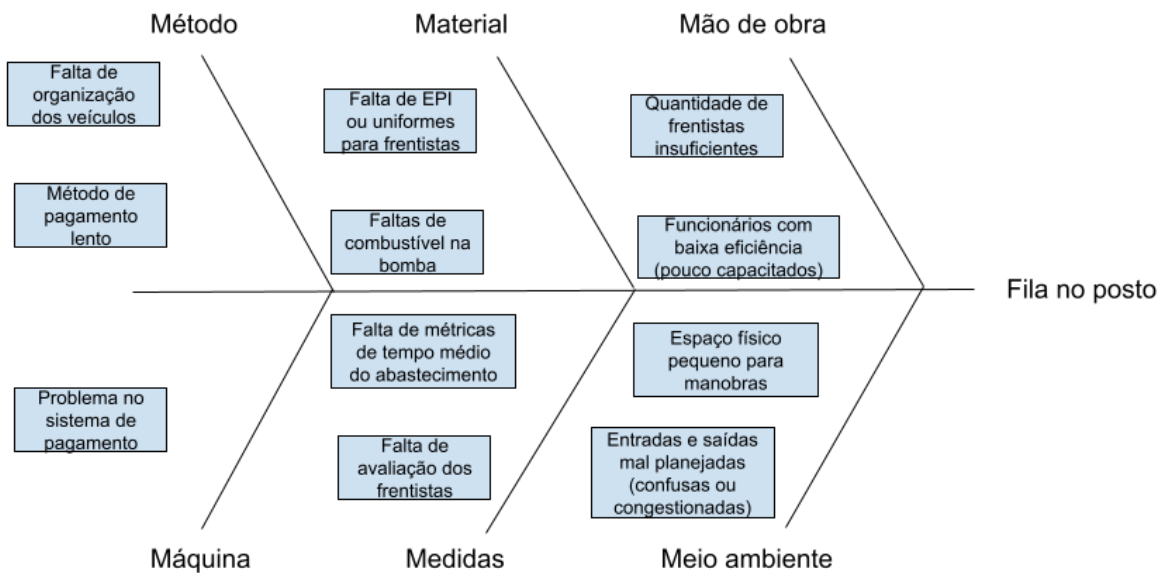 Método
Material
Mão de obra
Falta de
organização
dos veículos
Falta de EPI
ou uniformes
para frentistas
Quantidade de
frentistas
insuficientes
Método de
pagamento
lento
Faltas de
combustível na
bomba
Funcionários com
baixa eficiência
(pouco capacitados)
Fila no posto
Falta de métricas
de tempo médio
do abastecimento
Espaço físico
pequeno para
manobras
Problema no
sistema de
pagamento
Falta de
avaliação dos
frentistas
Entradas e saídas
mal planejadas
(confusas ou
congestionadas)
Máquina
Medidas
Meio ambiente